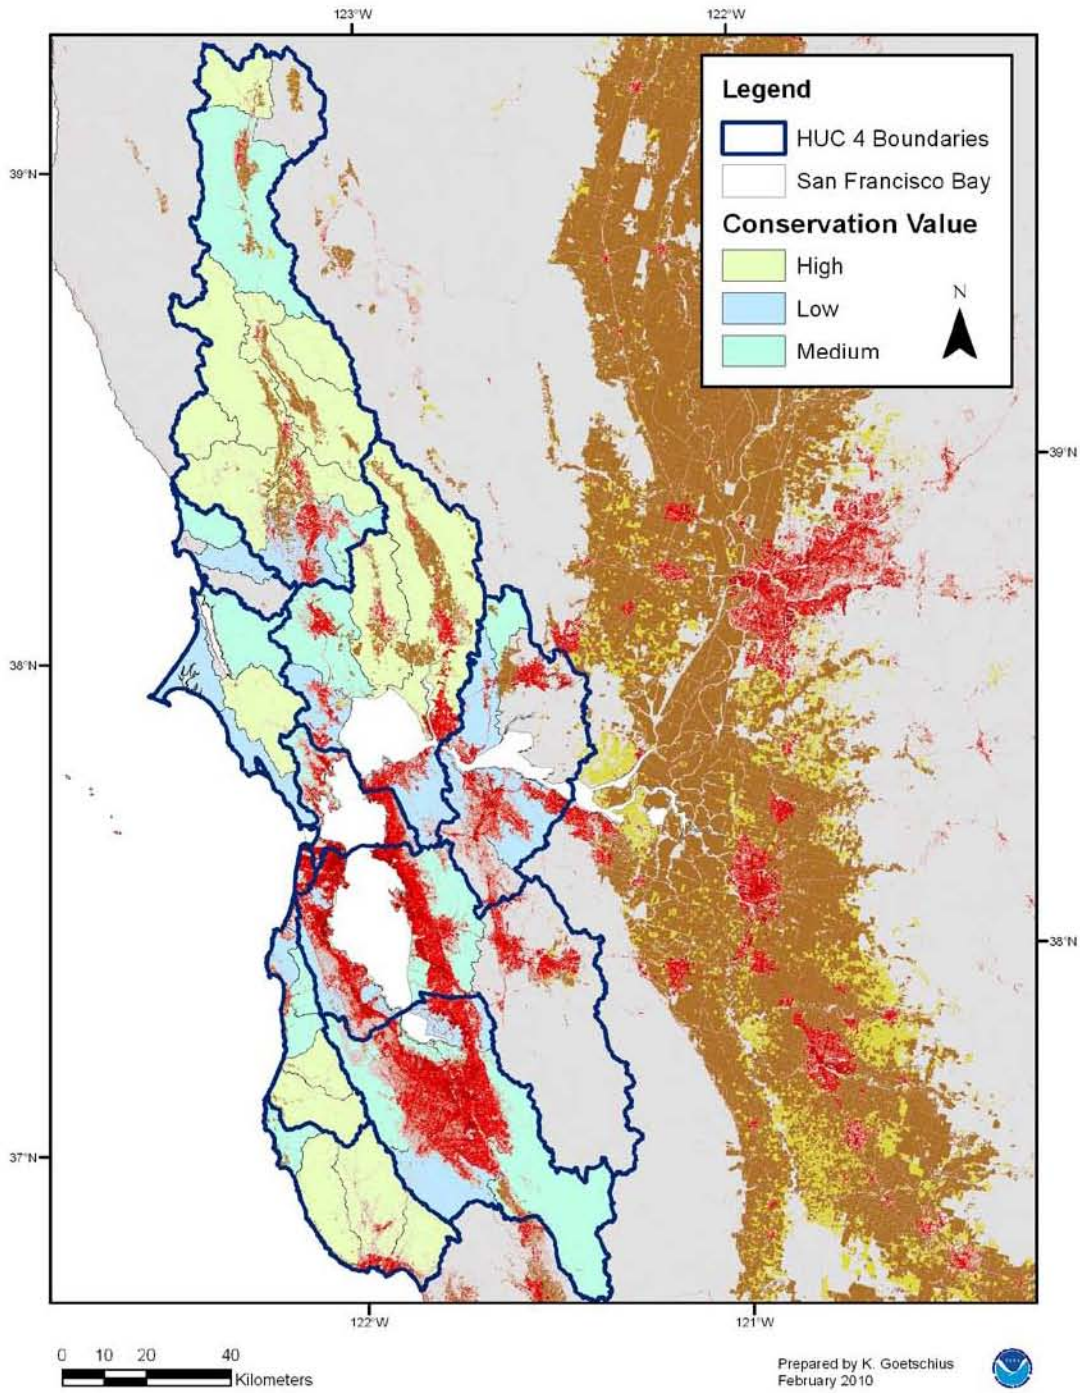 123°W
122°W
Legend
HUC 4 Boundaries
San Francisco Bay
Conservation Value
High
Low
Medium
N
39°N
39°N
38°N
38°N
37°N
122°W
121°W
0 10 20 40
Kilometers
Prepared by K. Goetschius
February 2010